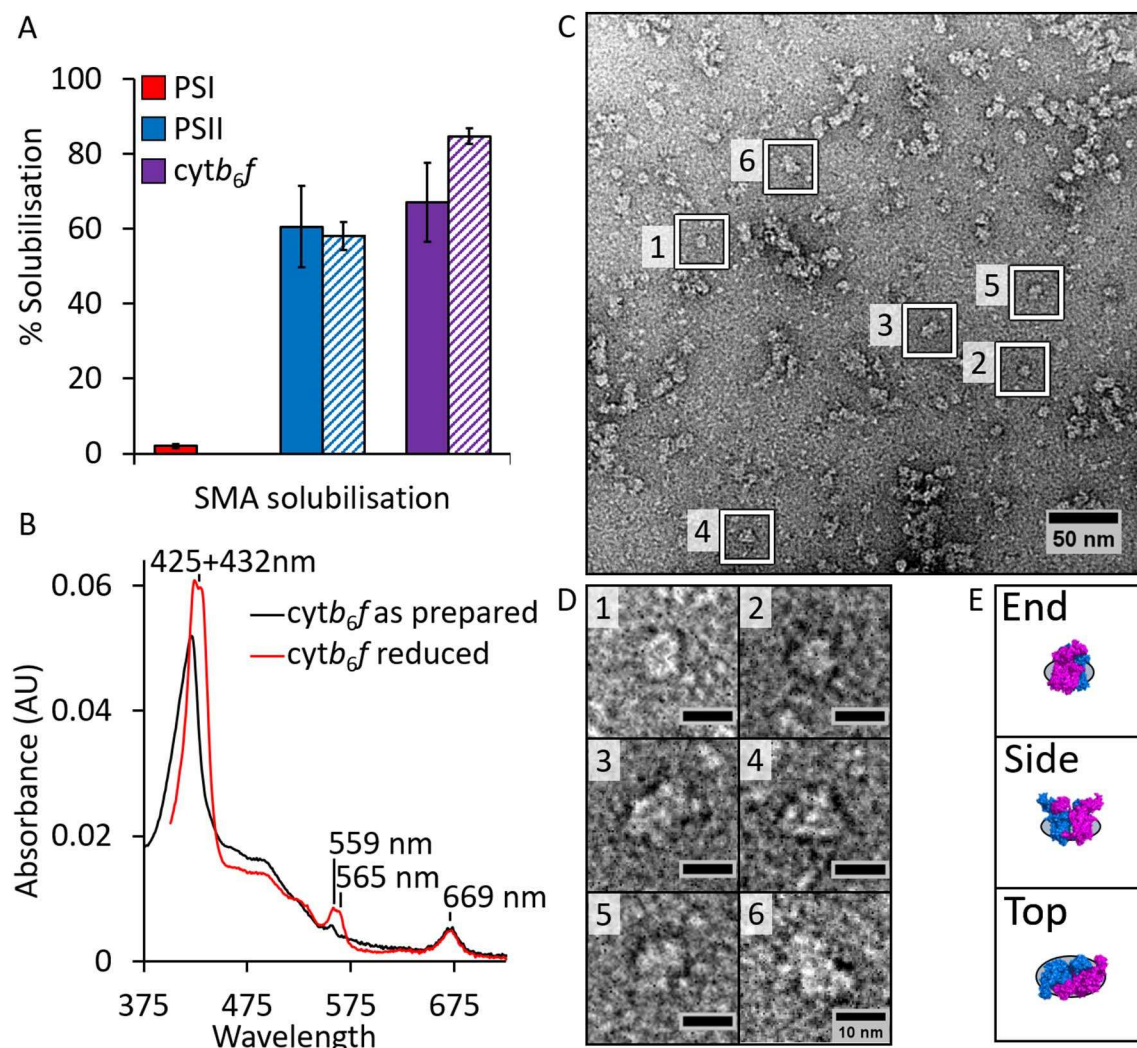 A
100
80
60
40
20
0
% Solubilisation
PSI
PSII
cytb₆f
SMA solubilisation
B
425+432nm
cytb₆f as prepared
cytb₆f reduced
559 nm
565 nm
669 nm
0.06
0.04
0.02
0
Absorbance (AU)
375
475
575
675
Wavelength
C
6
1
5
3
2
4
50 nm
D
1
2
3
4
5
6
10 nm
E
End
Side
Top